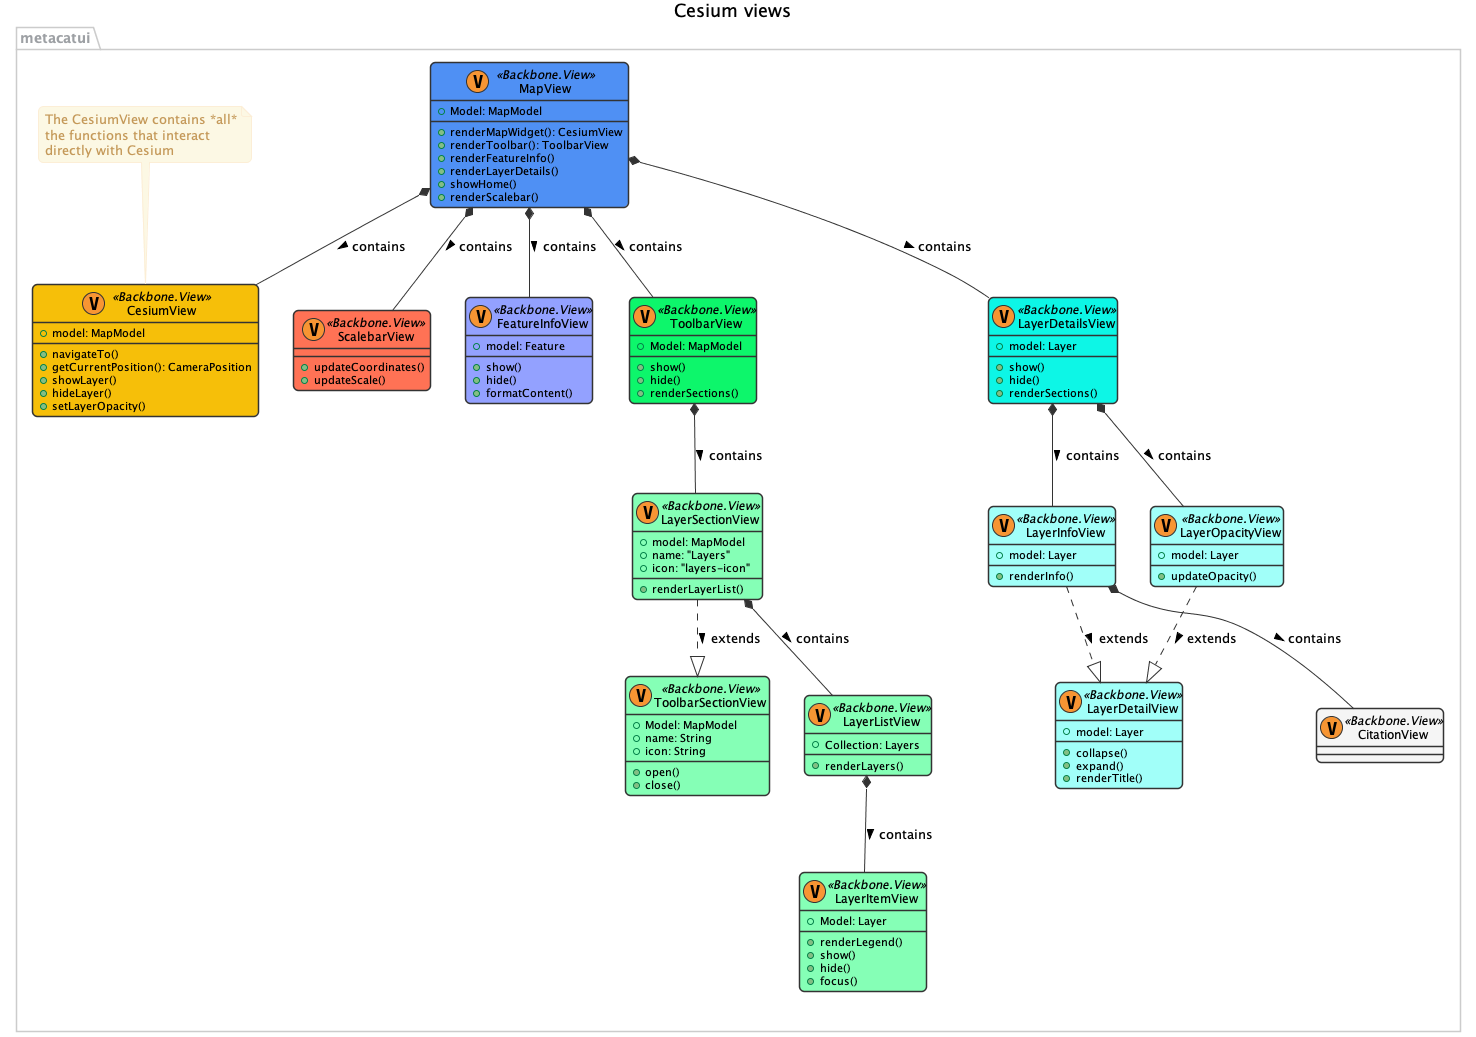 Cesium views
metacatui
V
«Backbone.View»
MapView
Model: MapModel
renderMapWidget(): CesiumView
renderToolbar(): ToolbarView
renderFeatureInfo()
renderLayerDetails()
showHome()
renderScalebar()
The CesiumView contains *all*
the functions that interact
directly with Cesium
contains
contains
contains
contains
contains
V
«Backbone.View»
CesiumView
model: MapModel
navigateTo()
getCurrentPosition(): CameraPosition
showLayer()
hideLayer()
setLayerOpacity()
V
«Backbone.View»
ScalebarView
updateCoordinates()
updateScale()
V
«Backbone.View»
FeatureInfoView
model: Feature
show()
hide()
formatContent()
V
«Backbone.View»
ToolbarView
Model: MapModel
show()
hide()
renderSections()
V
«Backbone.View»
LayerDetailsView
model: Layer
show()
hide()
renderSections()
contains
contains
contains
V
«Backbone.View»
LayerSectionView
model: MapModel
name: "Layers"
icon: "layers-icon"
renderLayerList()
V
«Backbone.View»
LayerInfoView
model: Layer
renderInfo()
V
«Backbone.View»
LayerOpacityView
model: Layer
updateOpacity()
extends
contains
extends
extends
contains
V
«Backbone.View»
ToolbarSectionView
Model: MapModel
name: String
icon: String
open()
close()
V
«Backbone.View»
LayerListView
Collection: Layers
renderLayers()
V
«Backbone.View»
LayerDetailView
model: Layer
collapse()
expand()
renderTitle()
V
«Backbone.View»
CitationView
contains
V
«Backbone.View»
LayerItemView
Model: Layer
renderLegend()
show()
hide()
focus()